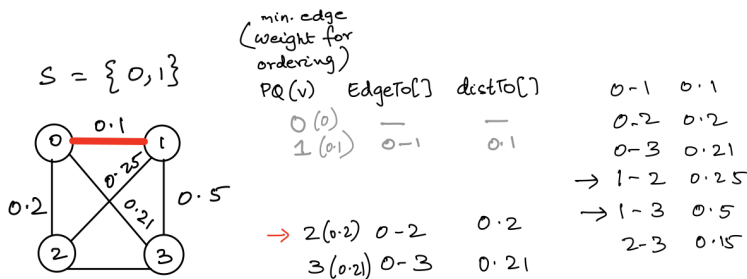 min. edge
(weight for
ordering)
S = {0,1}
PQ(v) EdgeTo[] distTo[]
0 (0) — —
1 (0.1) 0-1 0.1
→ 2(0.2) 0-2 0.2
3(0.21) 0-3 0.21
0-1 0.1
0-2 0.2
0-3 0.21
→ 1-2 0.25
→ 1-3 0.5
2-3 0.15
0.1
0 1
0.25
0.2 0.21 0.5
2 3